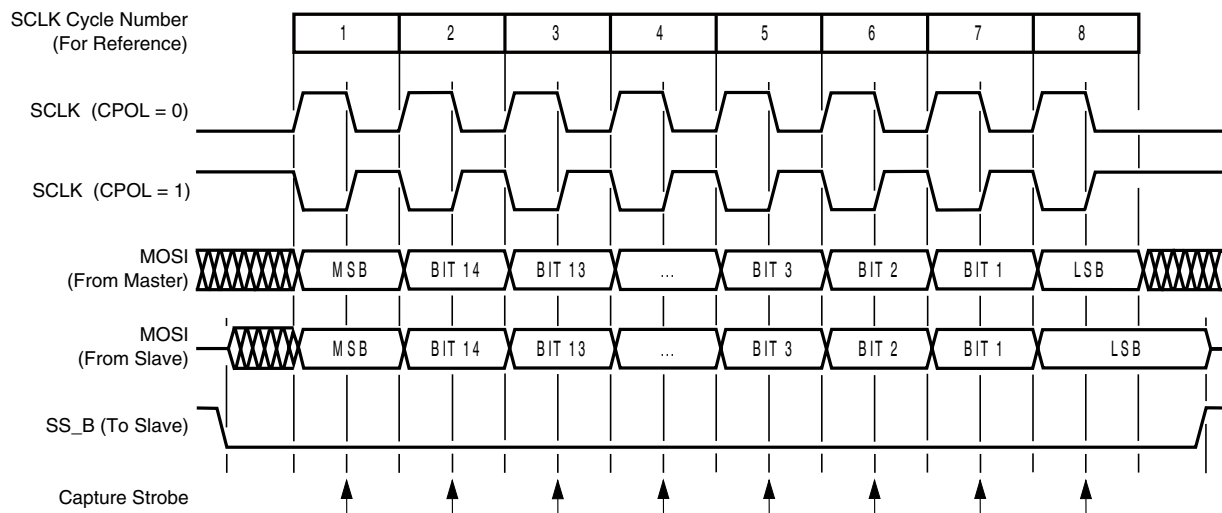 SCLK Cycle Number
(For Reference)
1 2 3 4 5 6 7 8
SCLK (CPOL = 0)
SCLK (CPOL = 1)
MOSI
(From Master)
MSB BIT 14 BIT 13 ... BIT 3 BIT 2 BIT 1 LSB
MOSI
(From Slave)
MSB BIT 14 BIT 13 ... BIT 3 BIT 2 BIT 1 LSB
SS_B (To Slave)
Capture Strobe